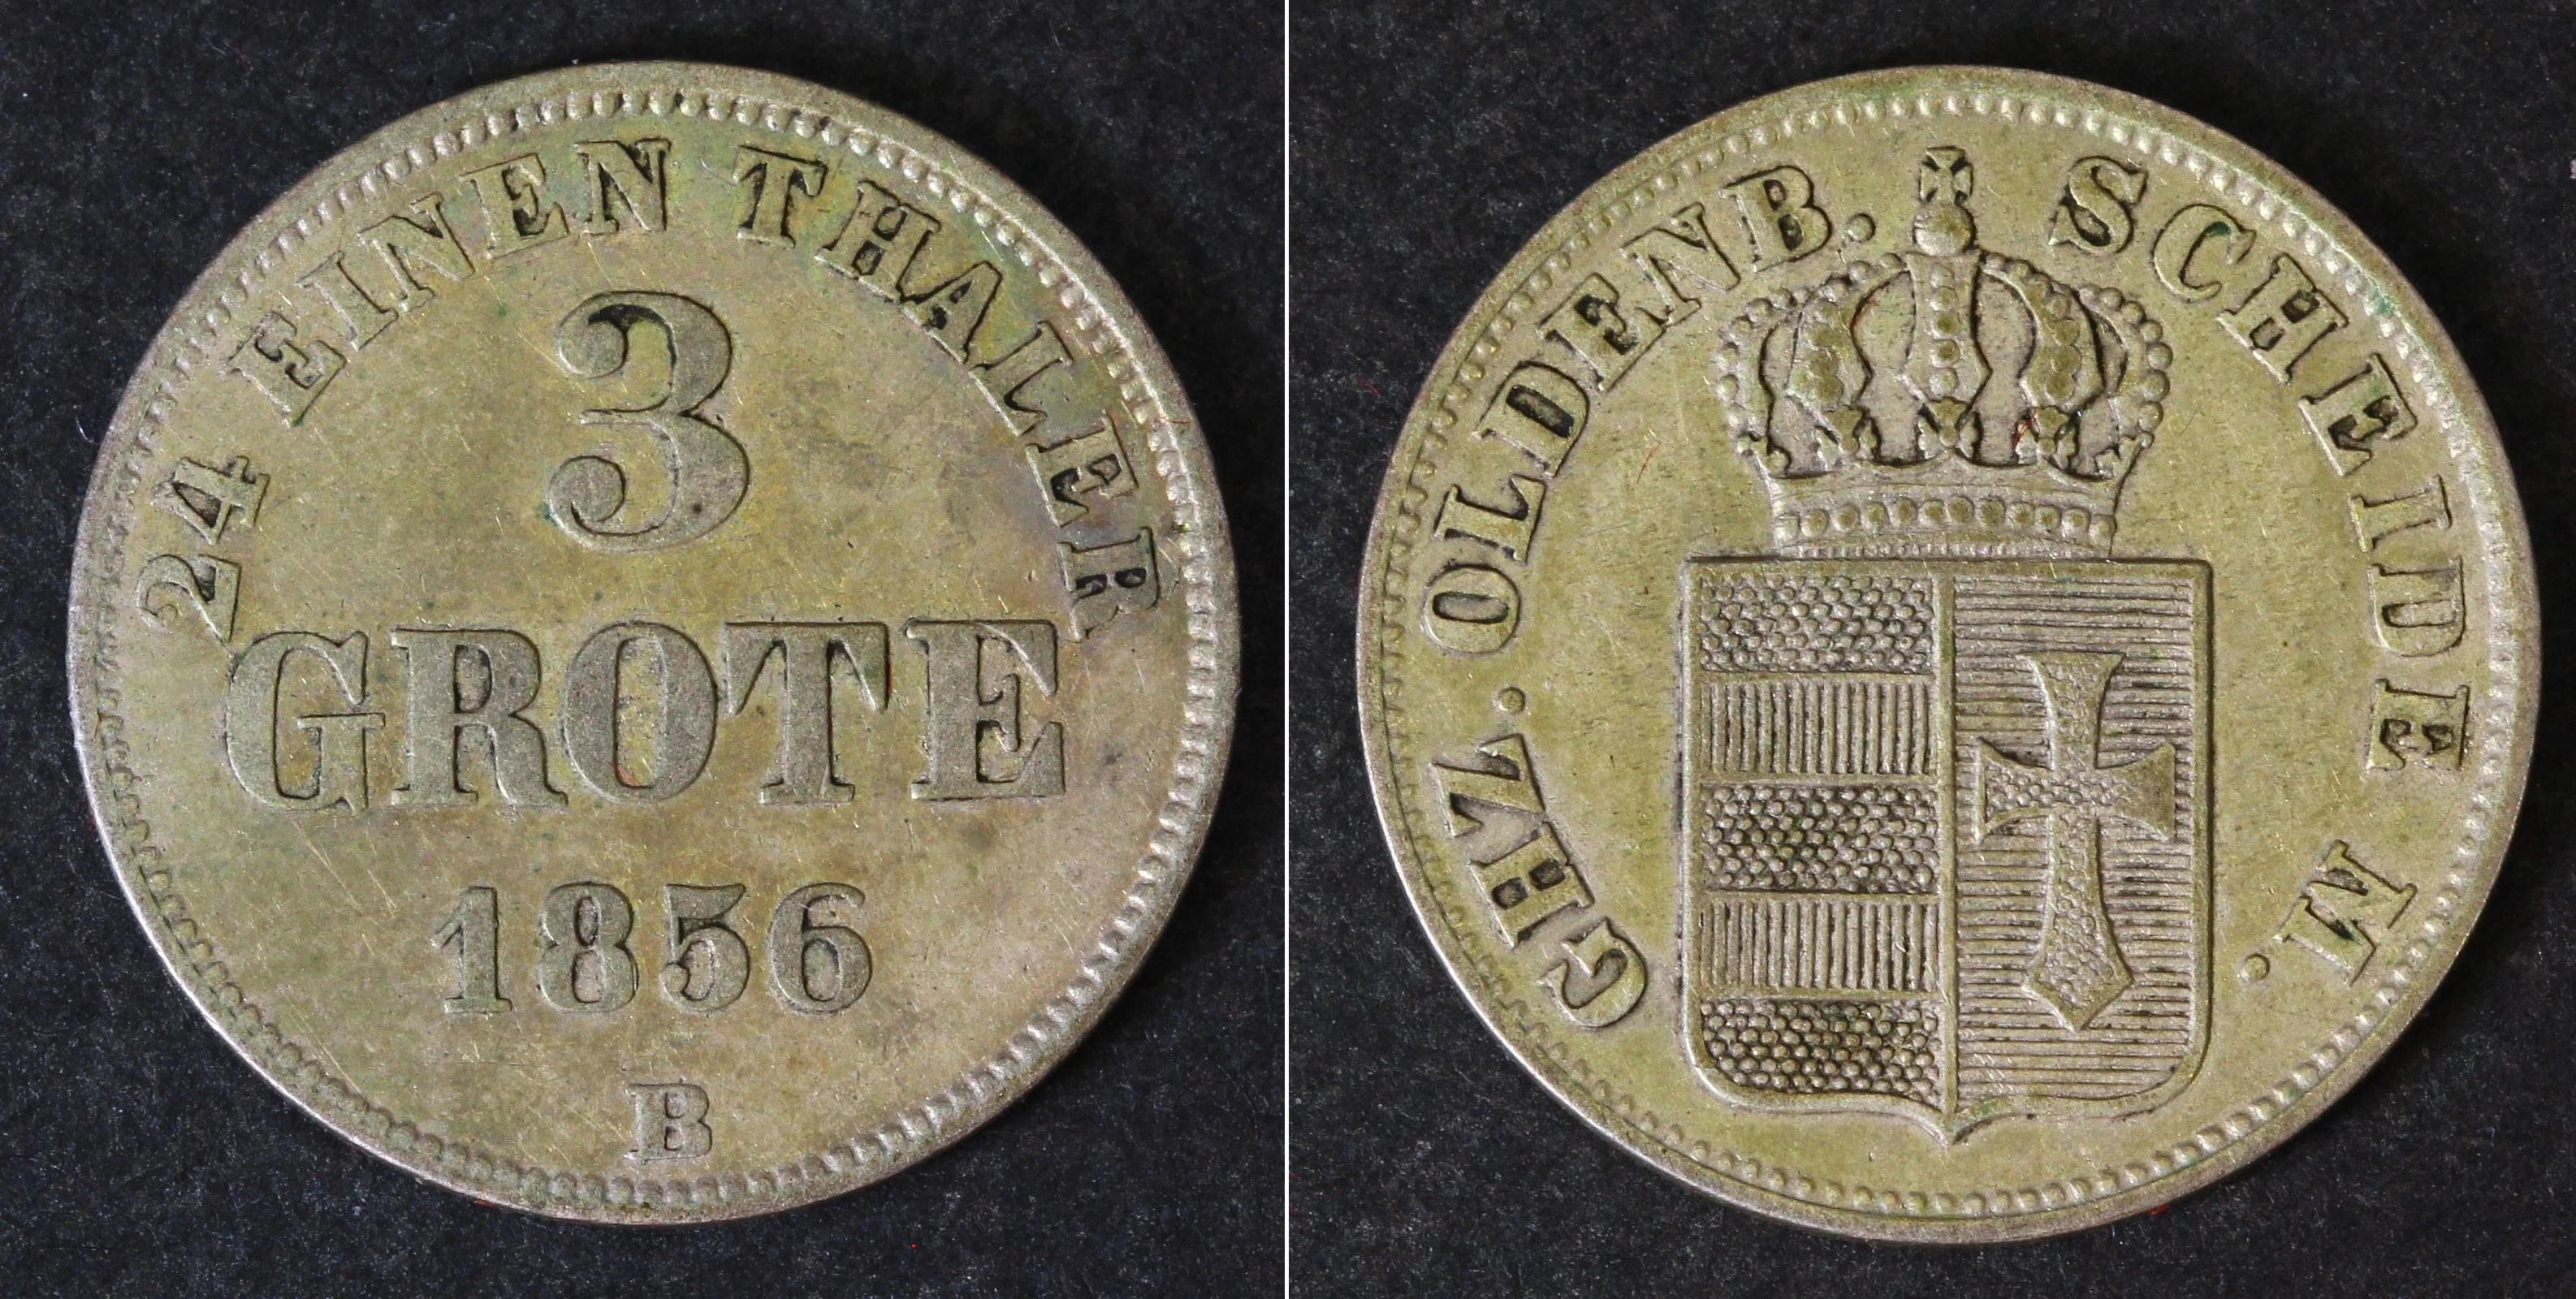 24 EINEN THALER
3
GROTE
1856
B
GHZ. OLDENB. SCHEIDE M.